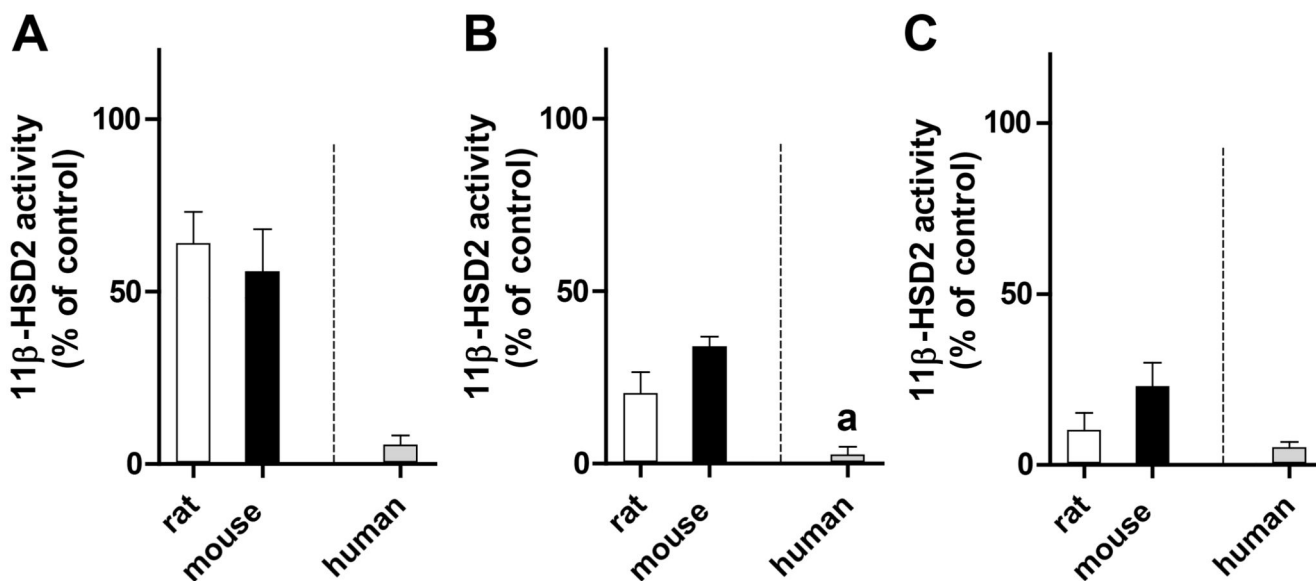 A
11β-HSD2 activity
(% of control)
100
50
0
rat
mouse
human
B
11β-HSD2 activity
(% of control)
100
50
0
a
rat
mouse
human
C
11β-HSD2 activity
(% of control)
100
50
0
rat
mouse
human